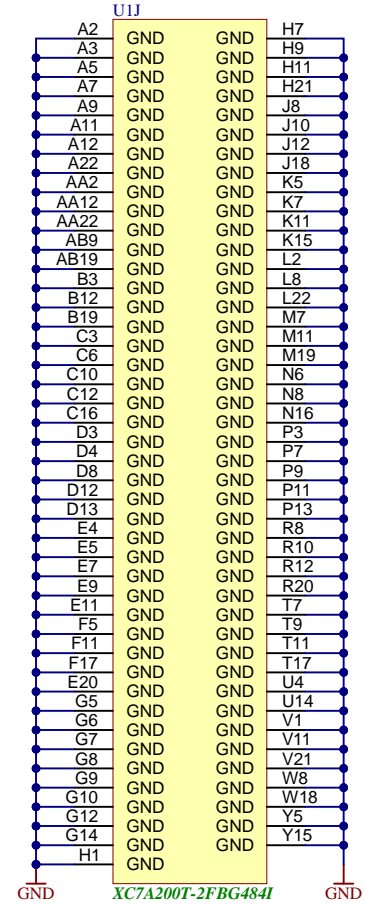 U1J
A2 GND GND H7
A3 GND GND H9
A5 GND GND H11
A7 GND GND H21
A9 GND GND J8
A11 GND GND J10
A12 GND GND J12
A22 GND GND J18
AA2 GND GND K5
AA12 GND GND K7
AA22 GND GND K11
AB9 GND GND K15
AB19 GND GND L2
B3 GND GND L8
B12 GND GND L22
B19 GND GND M7
C3 GND GND M11
C6 GND GND M19
C10 GND GND N6
C12 GND GND N8
C16 GND GND N16
D3 GND GND P3
D4 GND GND P7
D8 GND GND P9
D12 GND GND P11
D13 GND GND P13
E4 GND GND R8
E5 GND GND R10
E7 GND GND R12
E9 GND GND R20
E11 GND GND T7
F5 GND GND T9
F11 GND GND T11
F17 GND GND T17
E20 GND GND U4
G5 GND GND U14
G6 GND GND V1
G7 GND GND V11
G8 GND GND V21
G9 GND GND W8
G10 GND GND W18
G12 GND GND Y5
G14 GND GND Y15
H1 GND
GND XC7A200T-2FBG484I GND